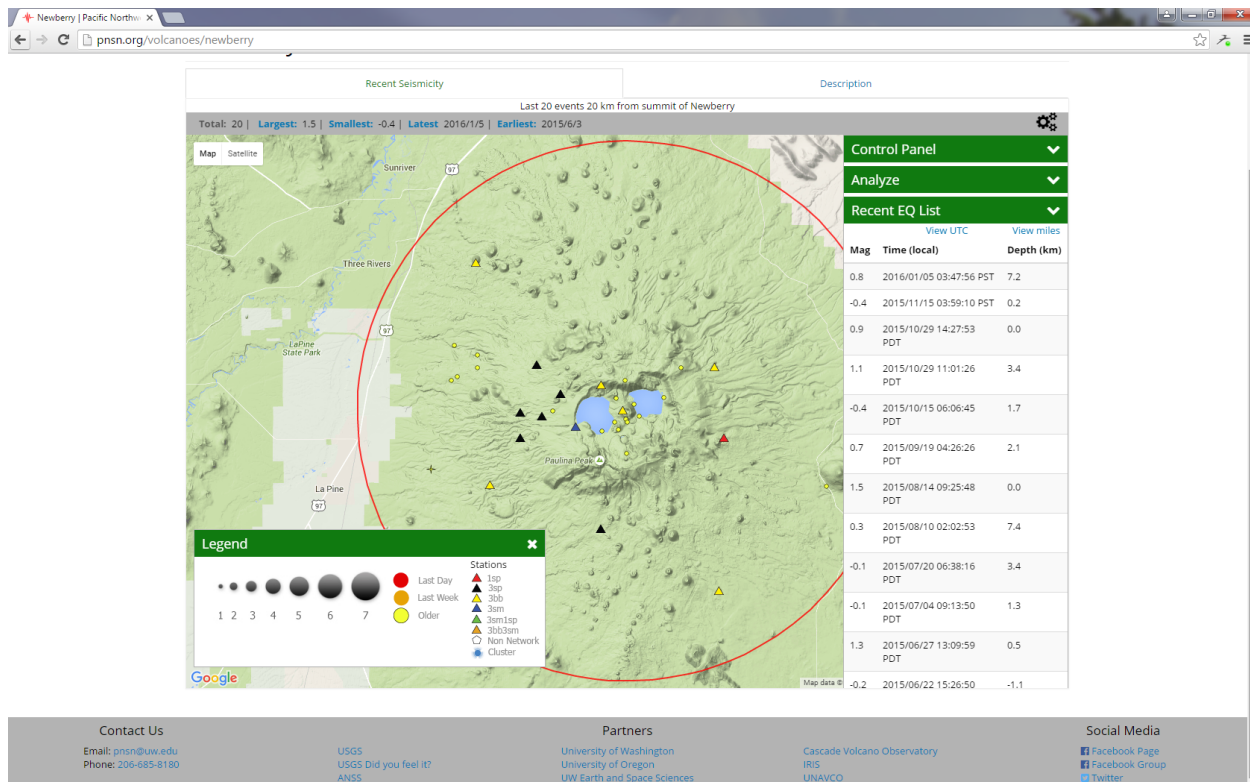 Newberry | Pacific Northw
pnsn.org/volcanoes/newberry
Recent Seismicity
Description
Last 20 events 20 km from summit of Newberry
Total: 20 | Largest: 1.5 | Smallest: -0.4 | Latest 2016/1/5 | Earliest: 2015/6/3
Map Satellite
Sunriver
97
Three Rivers
97
LaPine
State Park
Paulina Peak
La Pine
97
Control Panel
Analyze
Recent EQ List
View UTC View miles
Mag Time (local) Depth (km)
0.8 2016/01/05 03:47:56 PST 7.2
-0.4 2015/11/15 03:59:10 PST 0.2
0.9 2015/10/29 14:27:53 PDT 0.0
1.1 2015/10/29 11:01:26 PDT 3.4
-0.4 2015/10/15 06:06:45 PDT 1.7
0.7 2015/09/19 04:26:26 PDT 2.1
1.5 2015/08/14 09:25:48 PDT 0.0
0.3 2015/08/10 02:02:53 PDT 7.4
-0.1 2015/07/20 06:38:16 PDT 3.4
-0.1 2015/07/04 09:13:50 PDT 1.3
1.3 2015/06/27 13:09:59 PDT 0.5
-0.2 2015/06/22 15:26:50 -1.1
Legend
1 2 3 4 5 6 7
Last Day
Last Week
Older
Stations
1sp
3sp
3bb
3sm
3sm1sp
3bb3sm
Non Network
Cluster
Google
Map data ©
Contact Us
Email: pnsn@uw.edu
Phone: 206-685-8180
Partners
USGS
USGS Did you feel it?
ANSS
University of Washington
University of Oregon
UW Earth and Space Sciences
Cascade Volcano Observatory
IRIS
UNAVCO
Social Media
Facebook Page
Facebook Group
Twitter